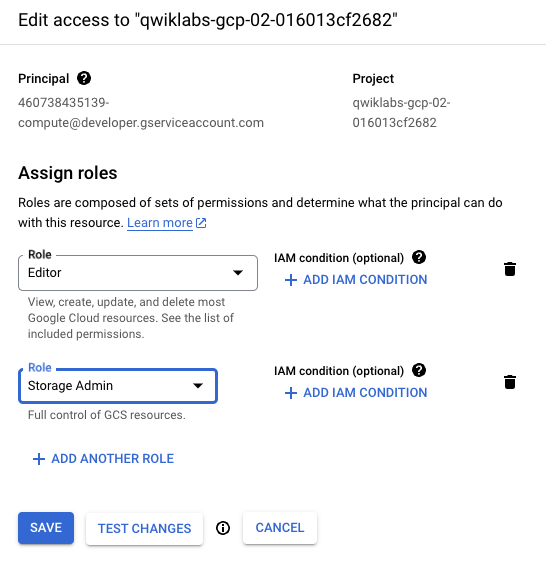 Edit access to "qwiklabs-gcp-02-016013cf2682"
Principal
Project
460738435139-
compute@developer.gserviceaccount.com
qwiklabs-gcp-02-
016013cf2682
Assign roles
Roles are composed of sets of permissions and determine what the principal can do
with this resource. Learn more
Role
Editor
IAM condition (optional)
+ ADD IAM CONDITION
View, create, update, and delete most
Google Cloud resources. See the list of
included permissions.
Role
Storage Admin
IAM condition (optional)
+ ADD IAM CONDITION
Full control of GCS resources.
+ ADD ANOTHER ROLE
SAVE
TEST CHANGES
CANCEL